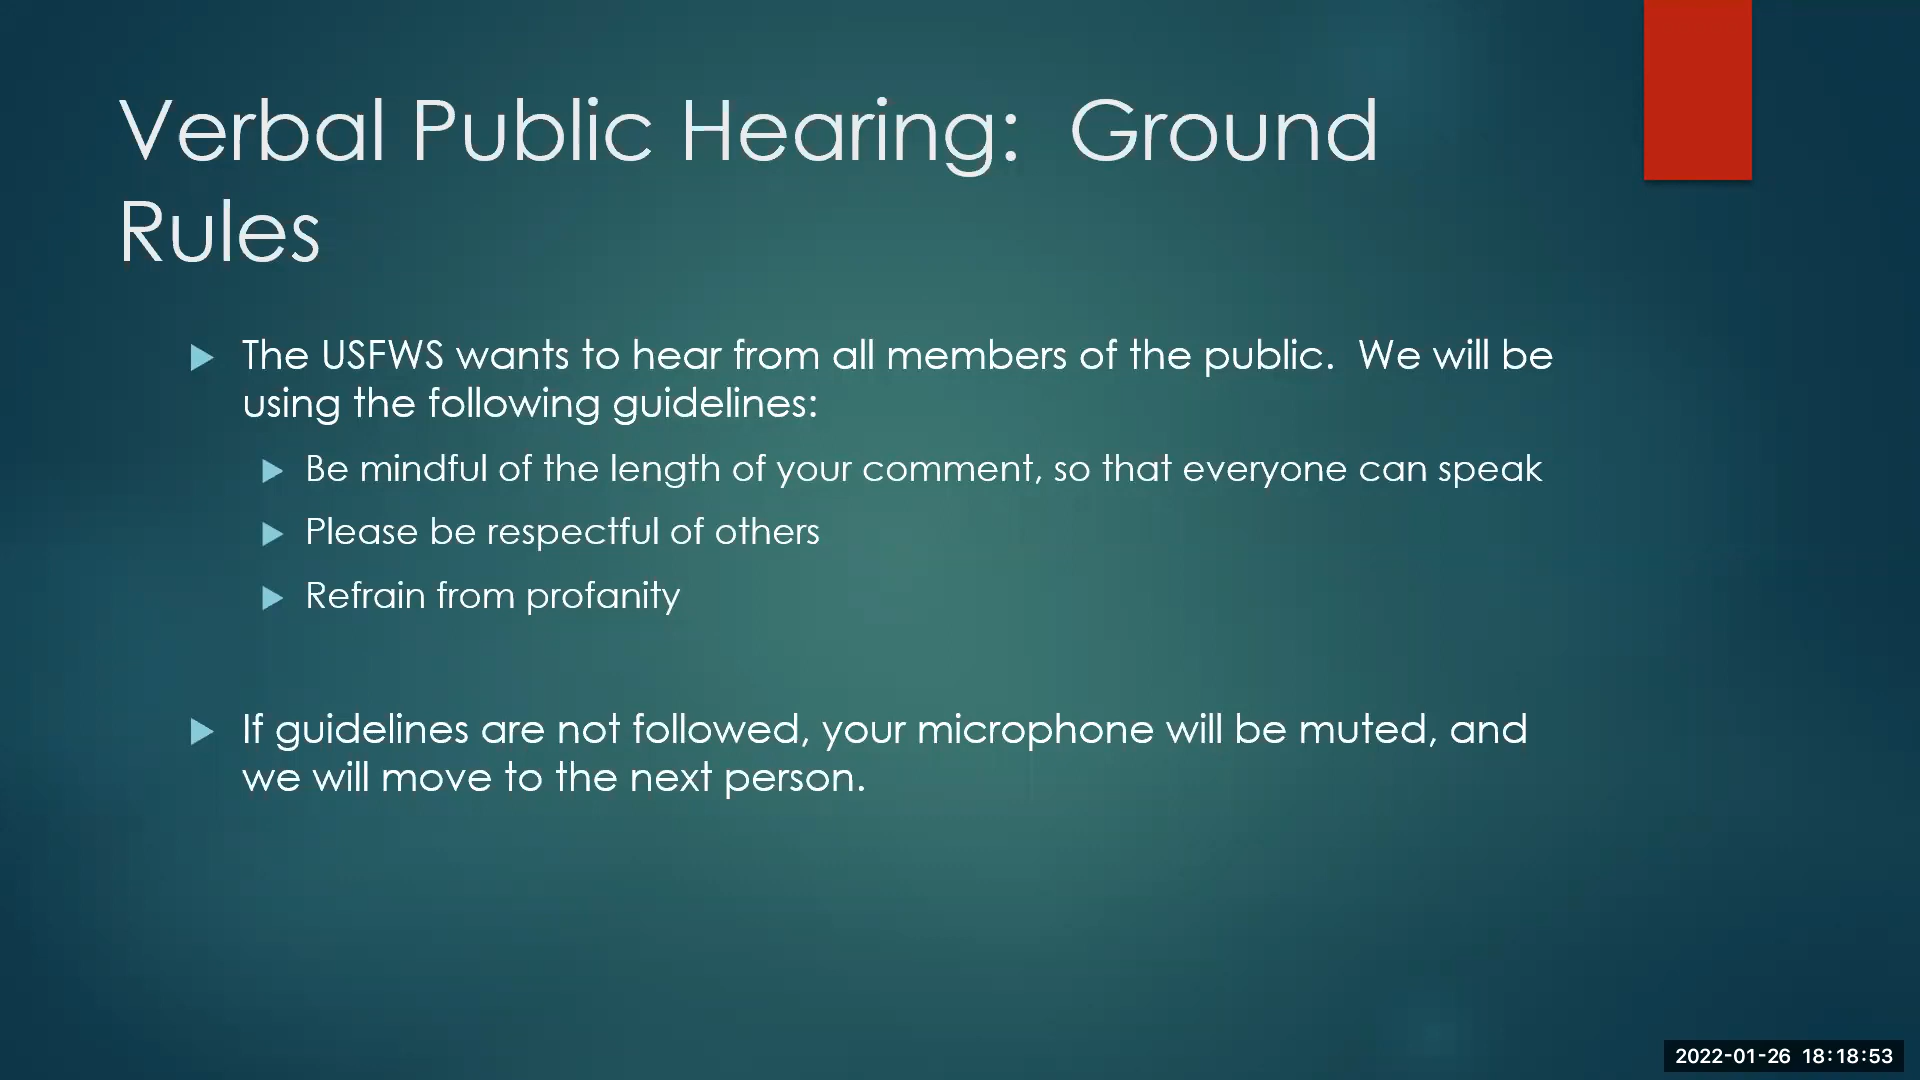 Verbal Public Hearing:  Ground
Rules
The USFWS wants to hear from all members of the public.  We will be
using the following guidelines:
Be mindful of the length of your comment, so that everyone can speak
Please be respectful of others
Refrain from profanity
If guidelines are not followed, your microphone will be muted, and
we will move to the next person.
2022-01-26 18:18:53